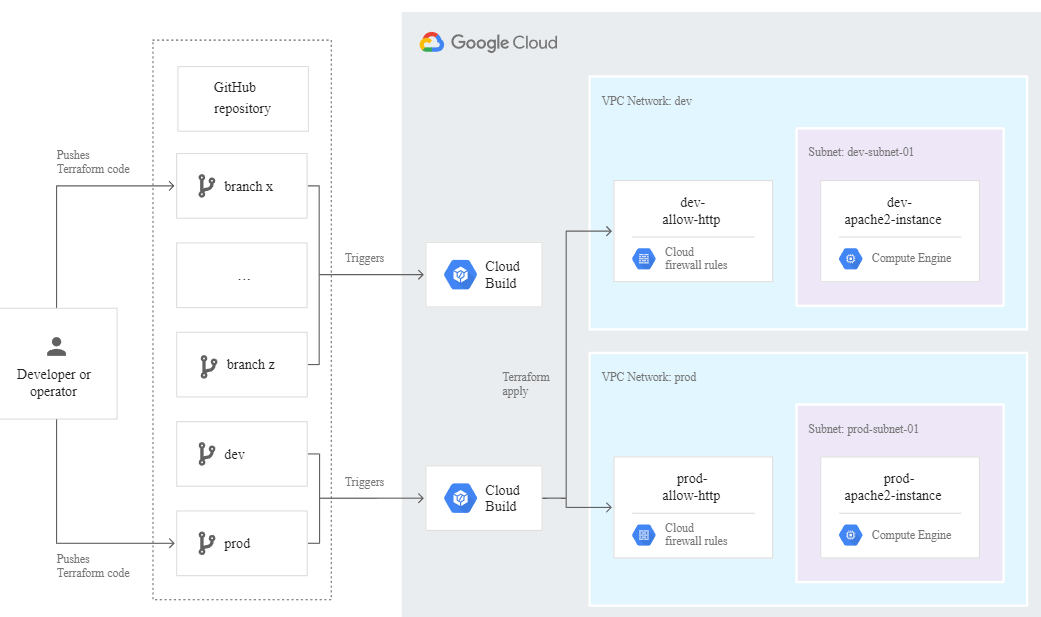 Google Cloud
GitHub
repository
Pushes
Terraform code
branch x
...
branch z
dev
prod
Developer or
operator
Pushes
Terraform code
Triggers
Triggers
Cloud
Build
Cloud
Build
Terraform
apply
VPC Network: dev
dev-
allow-http
Cloud
firewall rules
Subnet: dev-subnet-01
dev-
apache2-instance
Compute Engine
VPC Network: prod
prod-
allow-http
Cloud
firewall rules
Subnet: prod-subnet-01
prod-
apache2-instance
Compute Engine